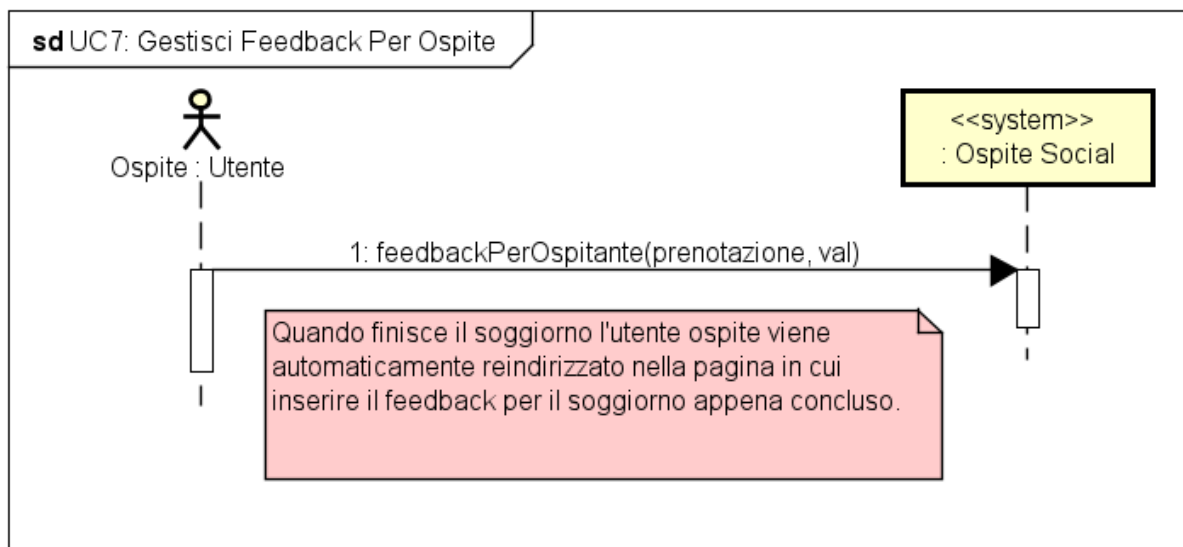 sd UC7: Gestisci Feedback Per Ospite
Ospite : Utente
<<system>>
: Ospite Social
1: feedbackPerOspitante(prenotazione, val)
Quando finisce il soggiorno l'utente ospite viene
automaticamente reindirizzato nella pagina in cui
inserire il feedback per il soggiorno appena concluso.